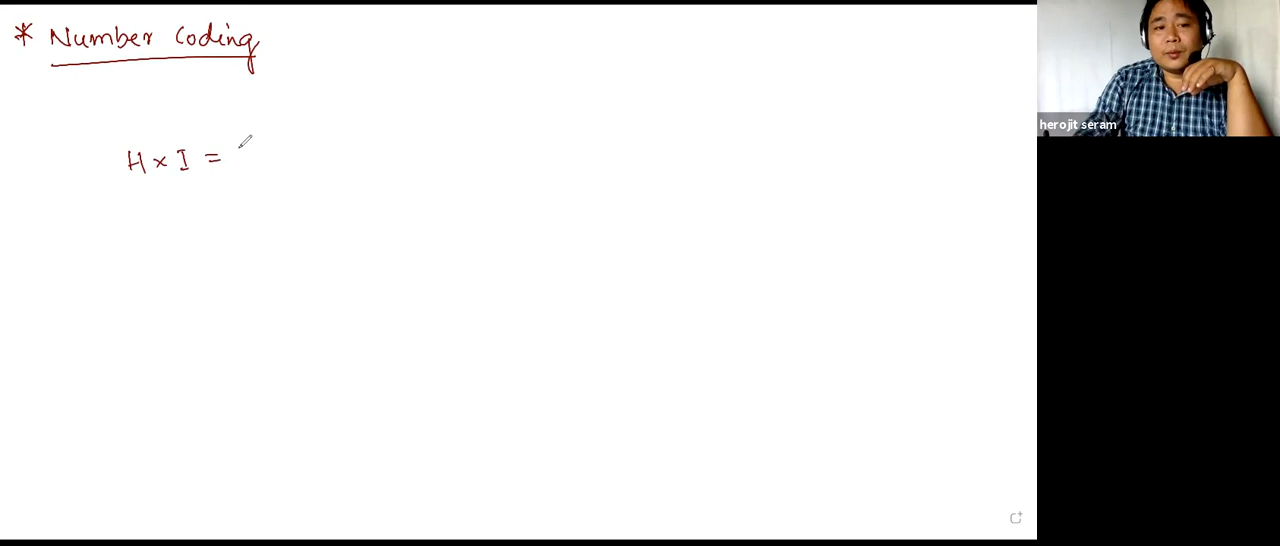 * Number Coding
herojit seram
H × I =